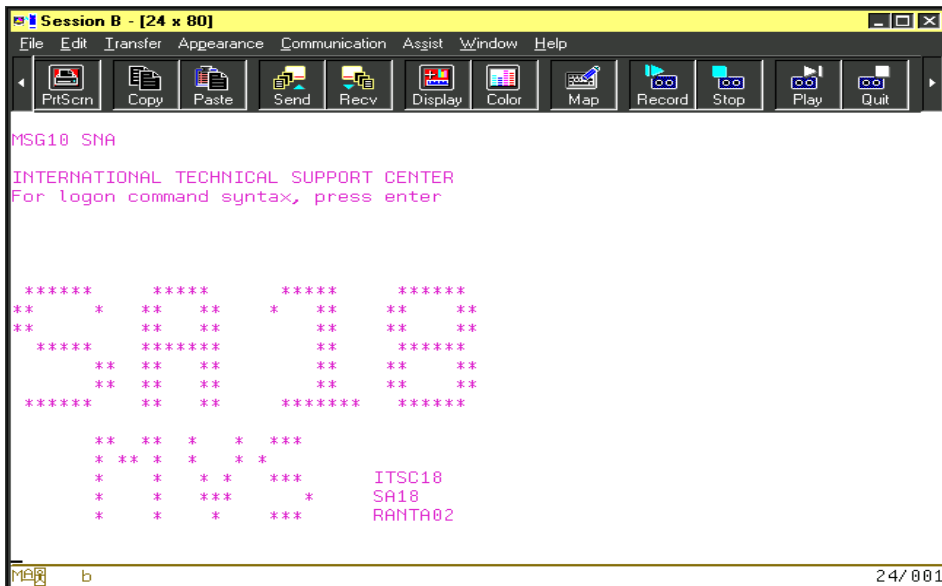 Session B - [24 x 80]
File Edit Transfer Appearance Communication Assist Window Help
PrtScrn Copy Paste Send Recv Display Color Map Record Stop Play Quit
MSG10 SNA
INTERNATIONAL TECHNICAL SUPPORT CENTER
For logon command syntax, press enter
SA18
MVS
ITSC18
SA18
RANTA02
b 24/001